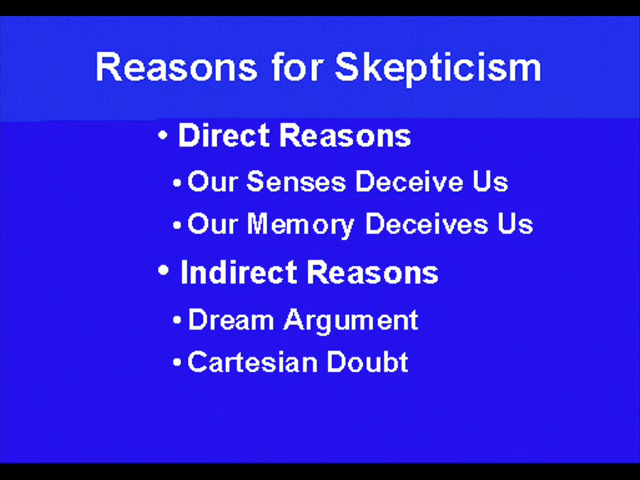 Reasons for Skepticism
• Direct Reasons
• Our Senses Deceive Us
• Our Memory Deceives Us
• Indirect Reasons
• Dream Argument
• Cartesian Doubt